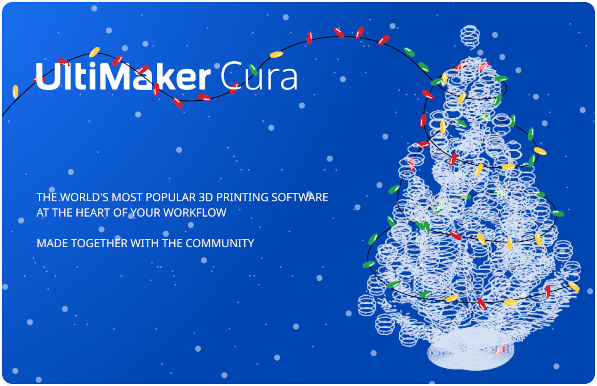 UltiMaker Cura
THE WORLD'S MOST POPULAR 3D PRINTING SOFTWARE
AT THE HEART OF YOUR WORKFLOW
MADE TOGETHER WITH THE COMMUNITY